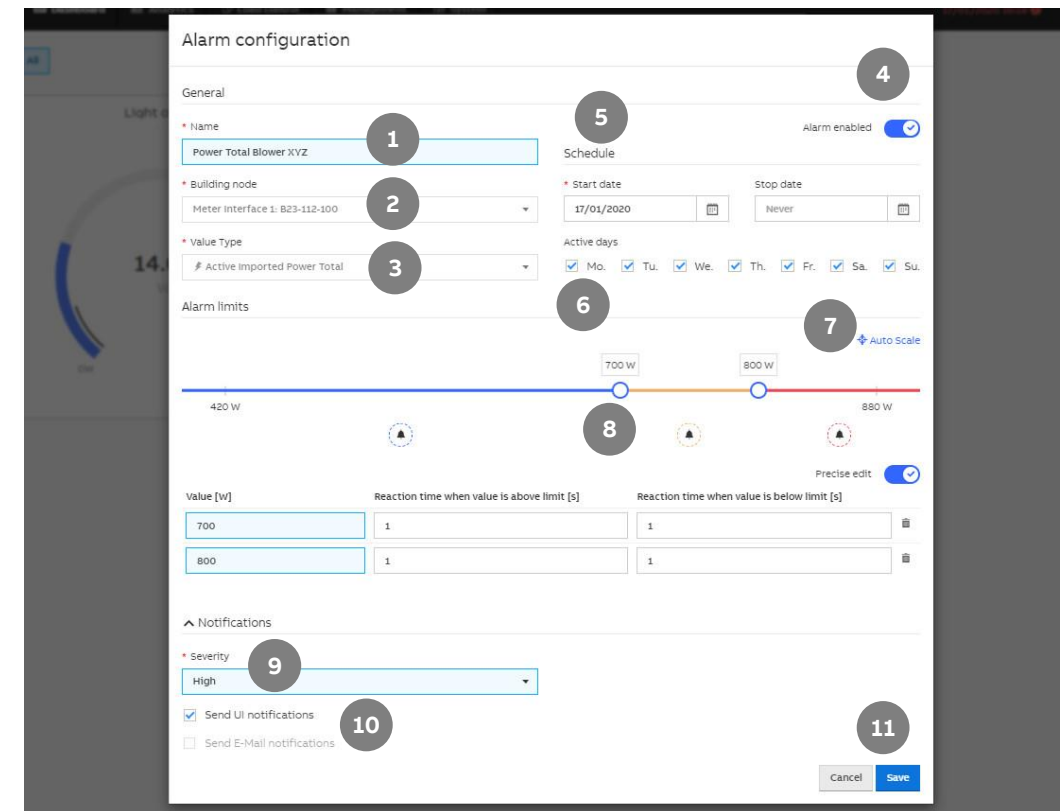 Dashboard
Alarm configuration
All
4
General
Light
5
* Name
1
Alarm enabled
Power Total Blower XYZ
Schedule
* Building node
* Start date
Stop date
Meter Interface 1: B23-112-100
2
17/01/2020
Never
* Value Type
Active days
14.
Active Imported Power Total
3
Mo.
Tu.
We.
Th.
Fr.
Sa.
Su.
6
Alarm limits
7
Auto Scale
700 W
800 W
420 W
880 W
8
Precise edit
Value [W]
Reaction time when value is above limit [s]
Reaction time when value is below limit [s]
700
1
1
800
1
1
Notifications
* Severity
9
High
Send UI notifications
10
11
Send E-Mail notifications
Cancel
Save